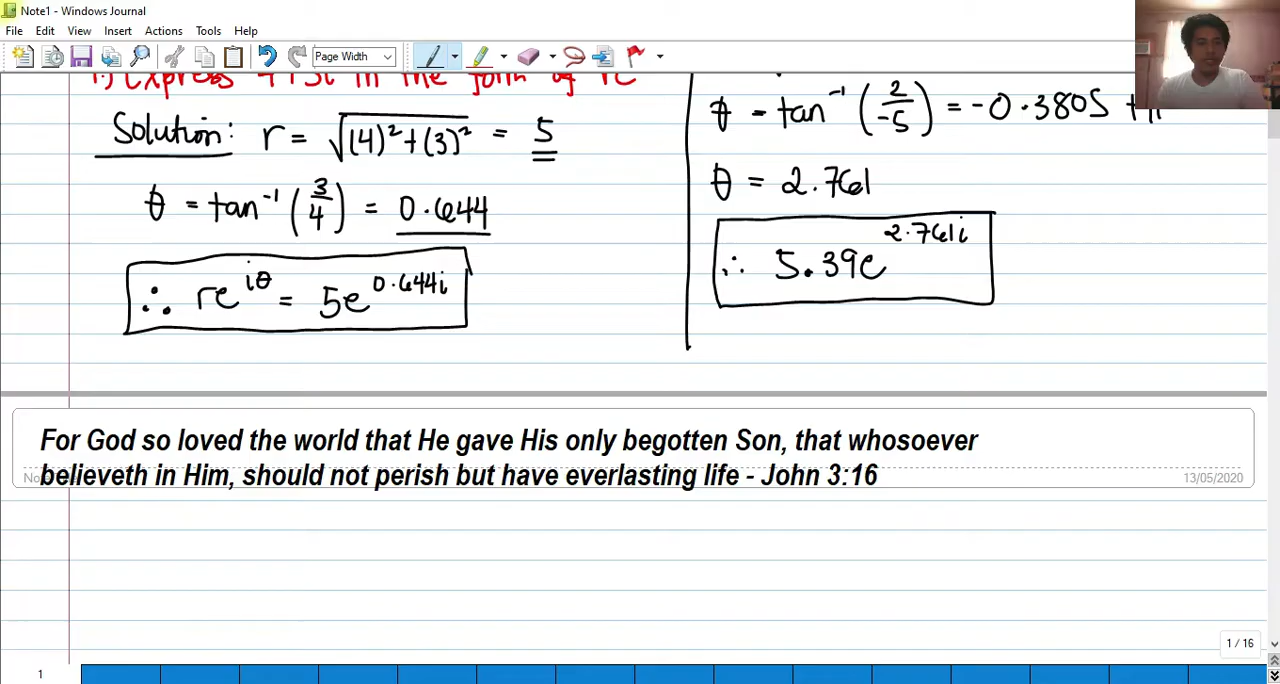 Note1 - Windows Journal
File Edit View Insert Actions Tools Help
Page Width
Solution: r = √(4)²+(3)² = 5
θ = tan⁻¹ (3/4) = 0.644
∴ re^iθ = 5e^0.644i
θ = tan⁻¹ (2/-5) = -0.3805 + π
θ = 2.761
∴ 5.39e^2.761i
For God so loved the world that He gave His only begotten Son, that whosoever
believeth in Him, should not perish but have everlasting life - John 3:16
13/05/2020
1 / 16
1